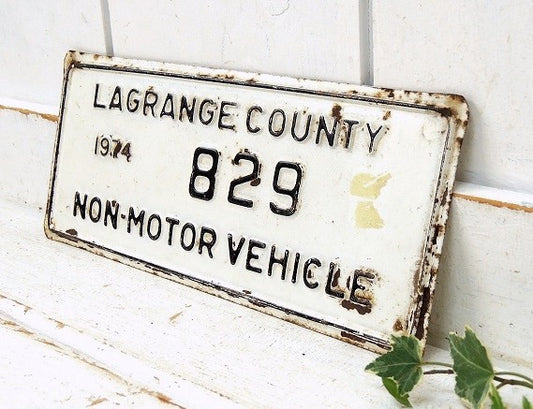 LAGRANGE COUNTY
1974 829
NON-MOTOR VEHICLE